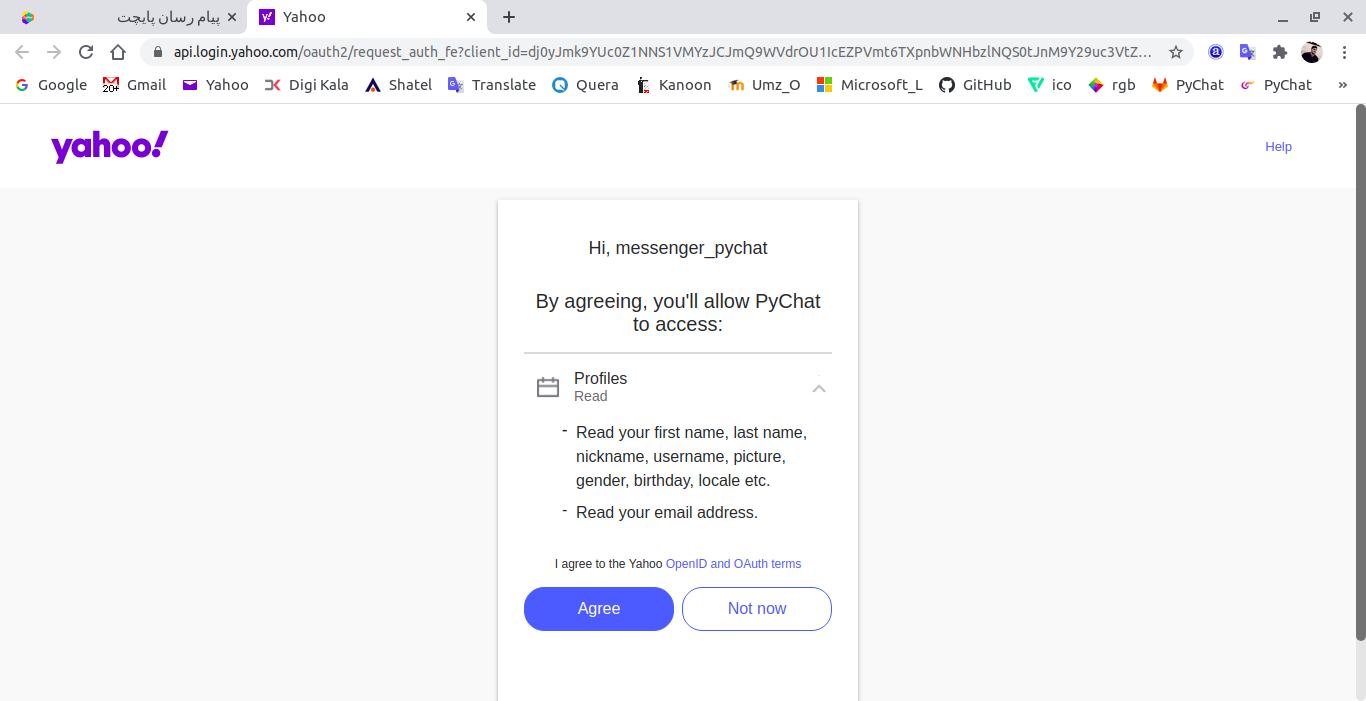 پیام رسان پایچت
Yahoo
api.login.yahoo.com/oauth2/request_auth_fe?client_id=dj0yJmk9YUc0Z1NNS1VMYzJCJmQ9WVdrOU1IcEZPVmt6TXpnbWNHbzlNQS0tJnM9Y29uc3VtZ...
Google
20+ Gmail
Yahoo
Digi Kala
Shatel
Translate
Quera
Kanoon
Umz_O
Microsoft_L
GitHub
ico
rgb
PyChat
PyChat
»
yahoo!
Help
Hi, messenger_pychat
By agreeing, you'll allow PyChat
to access:
Profiles
Read
- Read your first name, last name,
nickname, username, picture,
gender, birthday, locale etc.
- Read your email address.
I agree to the Yahoo OpenID and OAuth terms
Agree
Not now